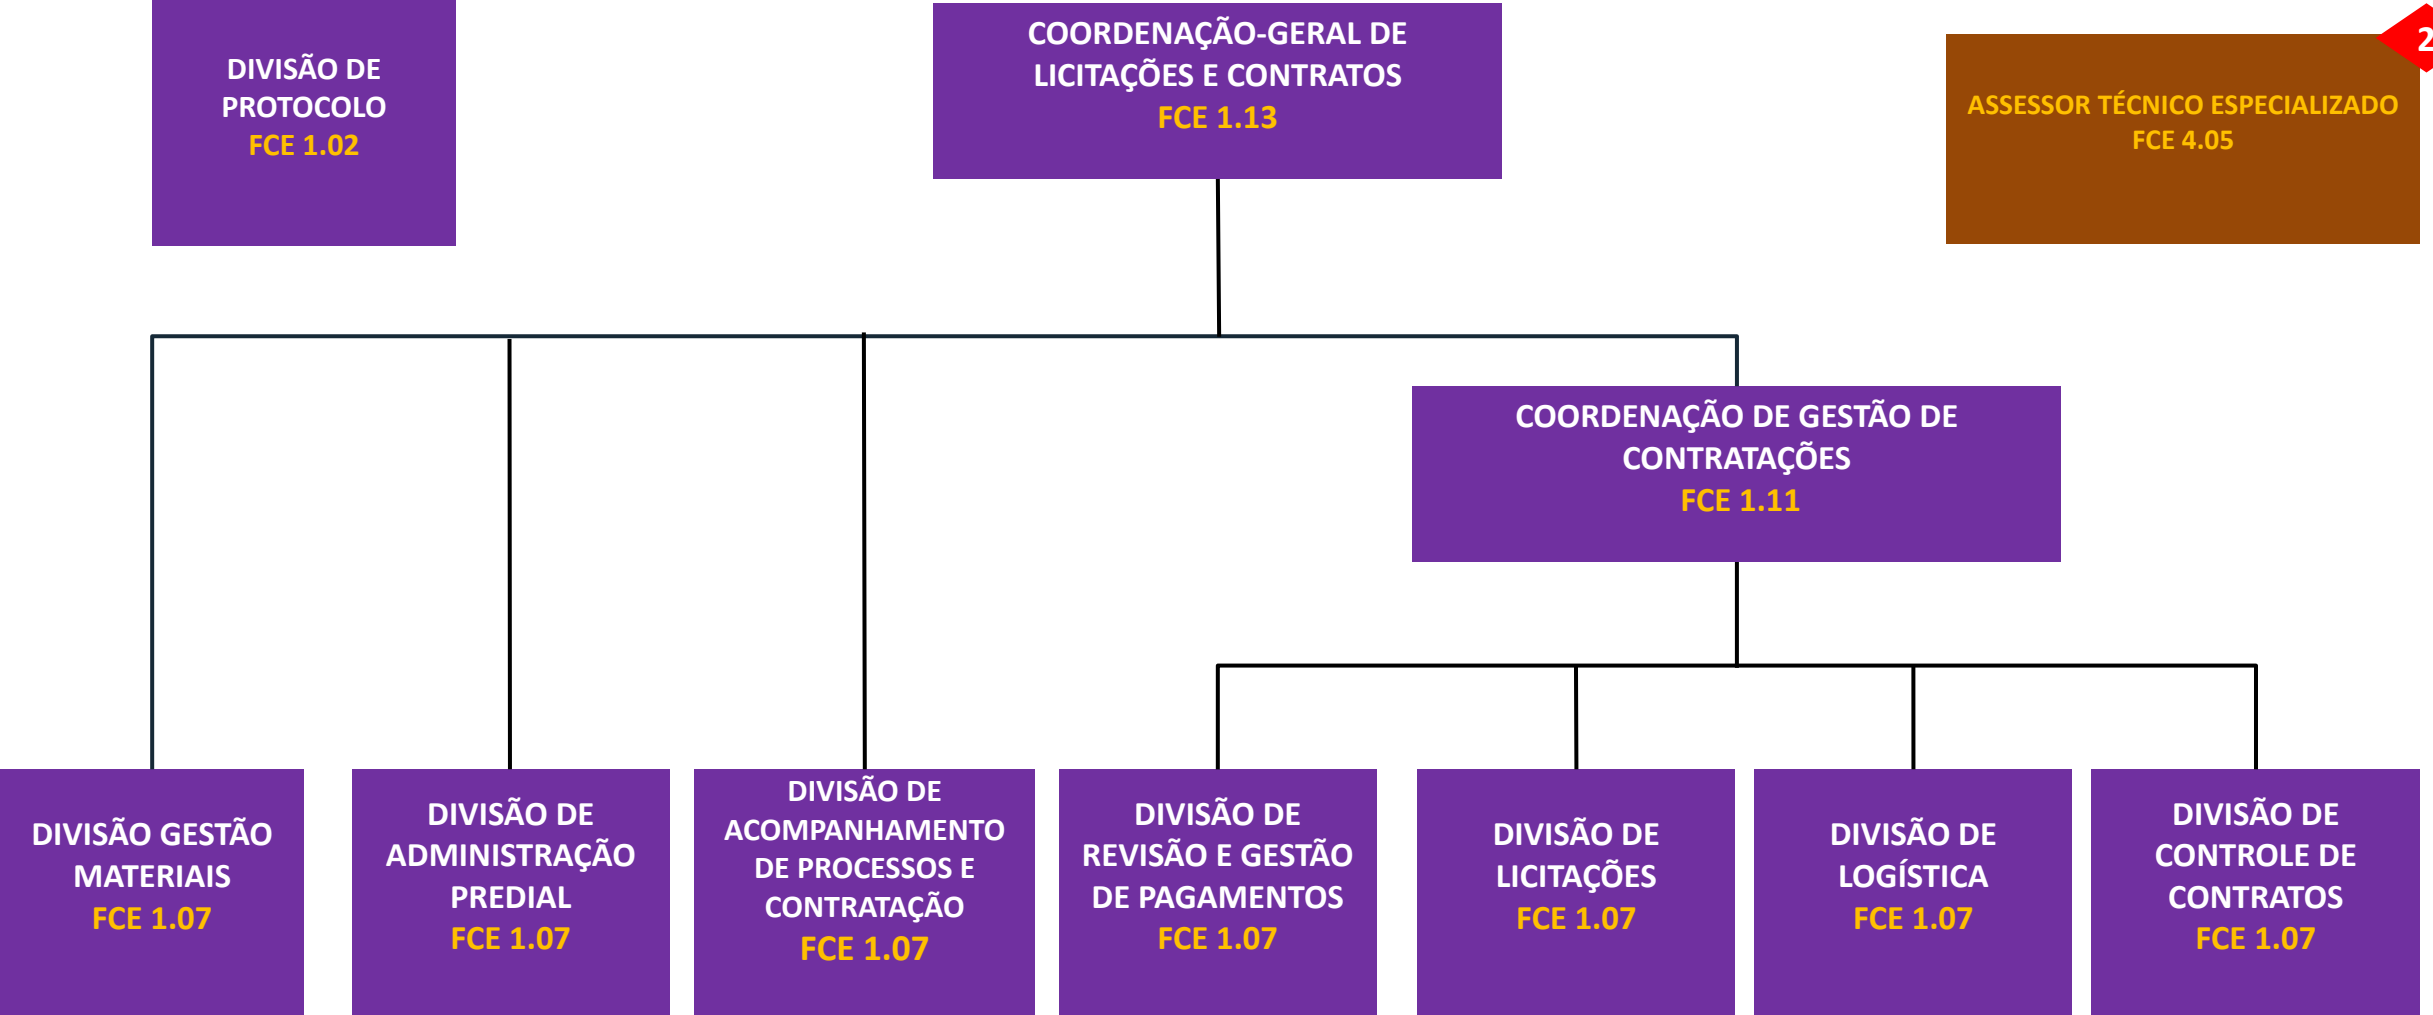 DIVISÃO DE
PROTOCOLO
FCE 1.02
COORDENAÇÃO-GERAL DE
LICITAÇÕES E CONTRATOS
FCE 1.13
2
ASSESSOR TÉCNICO ESPECIALIZADO
FCE 4.05
COORDENAÇÃO DE GESTÃO DE
CONTRATAÇÕES
FCE 1.11
DIVISÃO GESTÃO
MATERIAIS
FCE 1.07
DIVISÃO DE
ADMINISTRAÇÃO
PREDIAL
FCE 1.07
DIVISÃO DE
ACOMPANHAMENTO
DE PROCESSOS E
CONTRATAÇÃO
FCE 1.07
DIVISÃO DE
REVISÃO E GESTÃO
DE PAGAMENTOS
FCE 1.07
DIVISÃO DE
LICITAÇÕES
FCE 1.07
DIVISÃO DE
LOGÍSTICA
FCE 1.07
DIVISÃO DE
CONTROLE DE
CONTRATOS
FCE 1.07